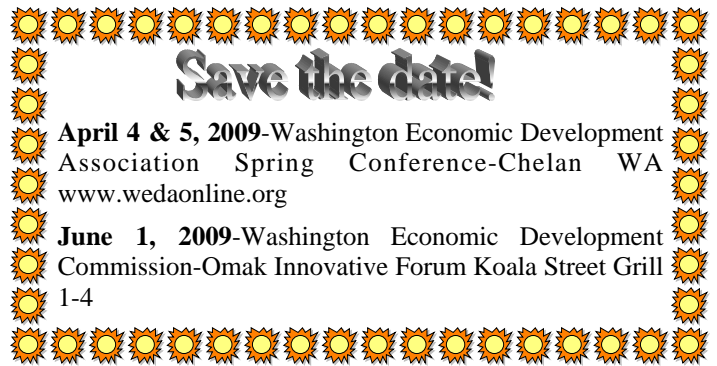 Save the date!
April 4 & 5, 2009-Washington Economic Development
Association Spring Conference-Chelan WA
www.wedaonline.org
June 1, 2009-Washington Economic Development
Commission-Omak Innovative Forum Koala Street Grill
1-4